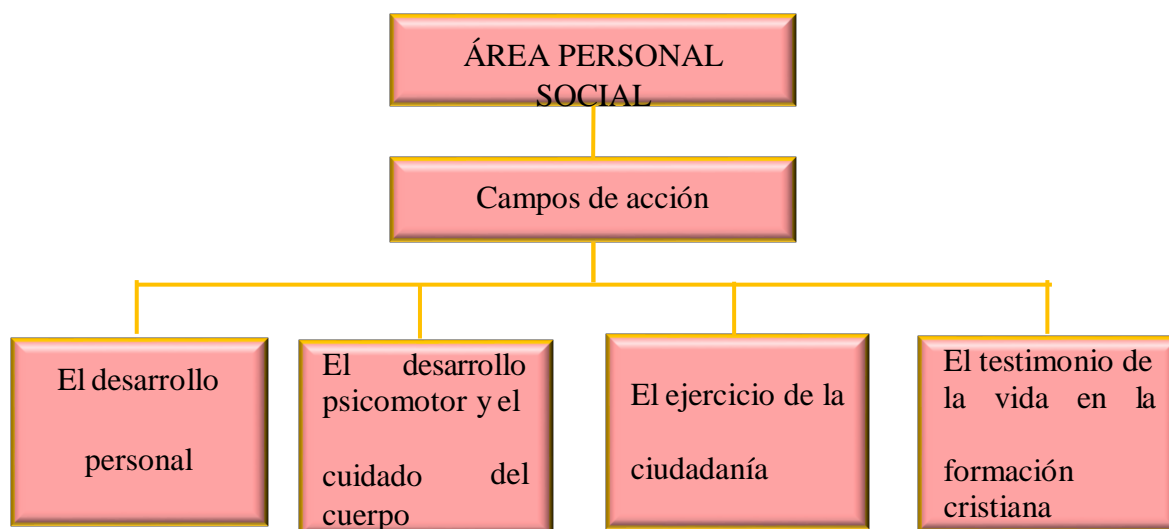 ÁREA PERSONAL
SOCIAL
Campos de acción
El desarrollo
personal
El desarrollo
psicomotor y el
cuidado del
cuerpo
El ejercicio de la
ciudadanía
El testimonio de
la vida en la
formación
cristiana